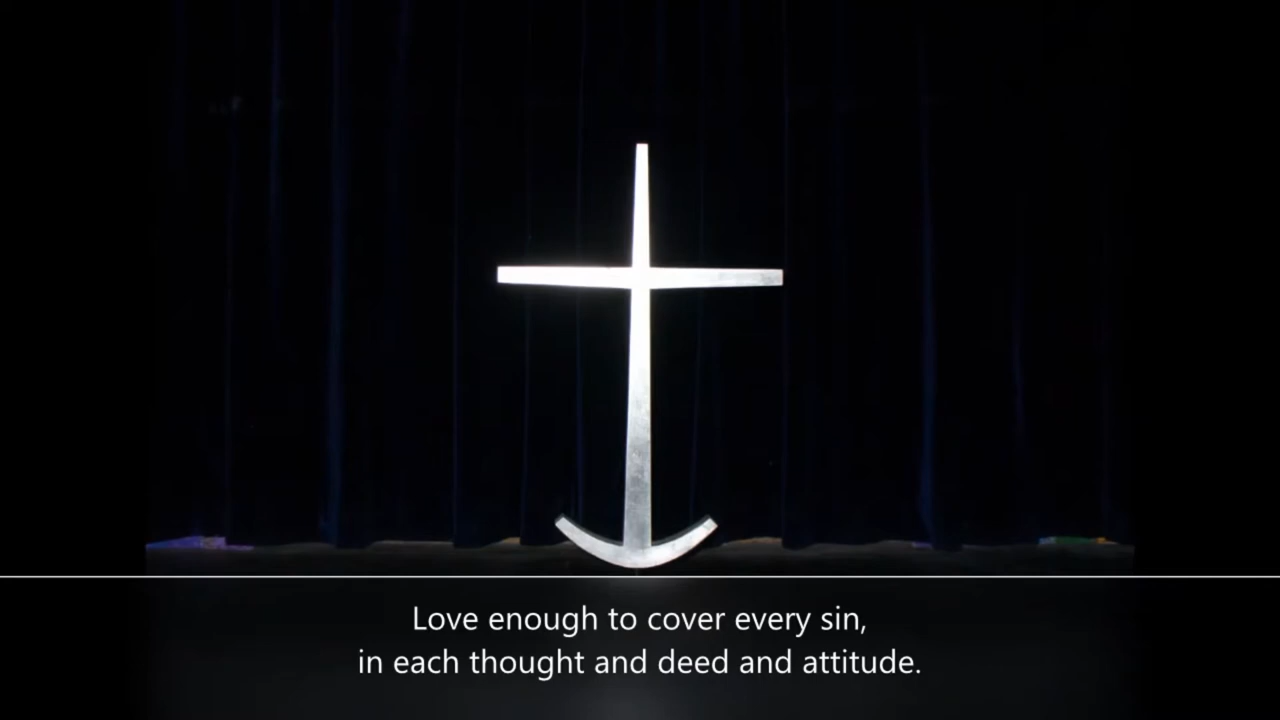 Love enough to cover every sin,
in each thought and deed and attitude.